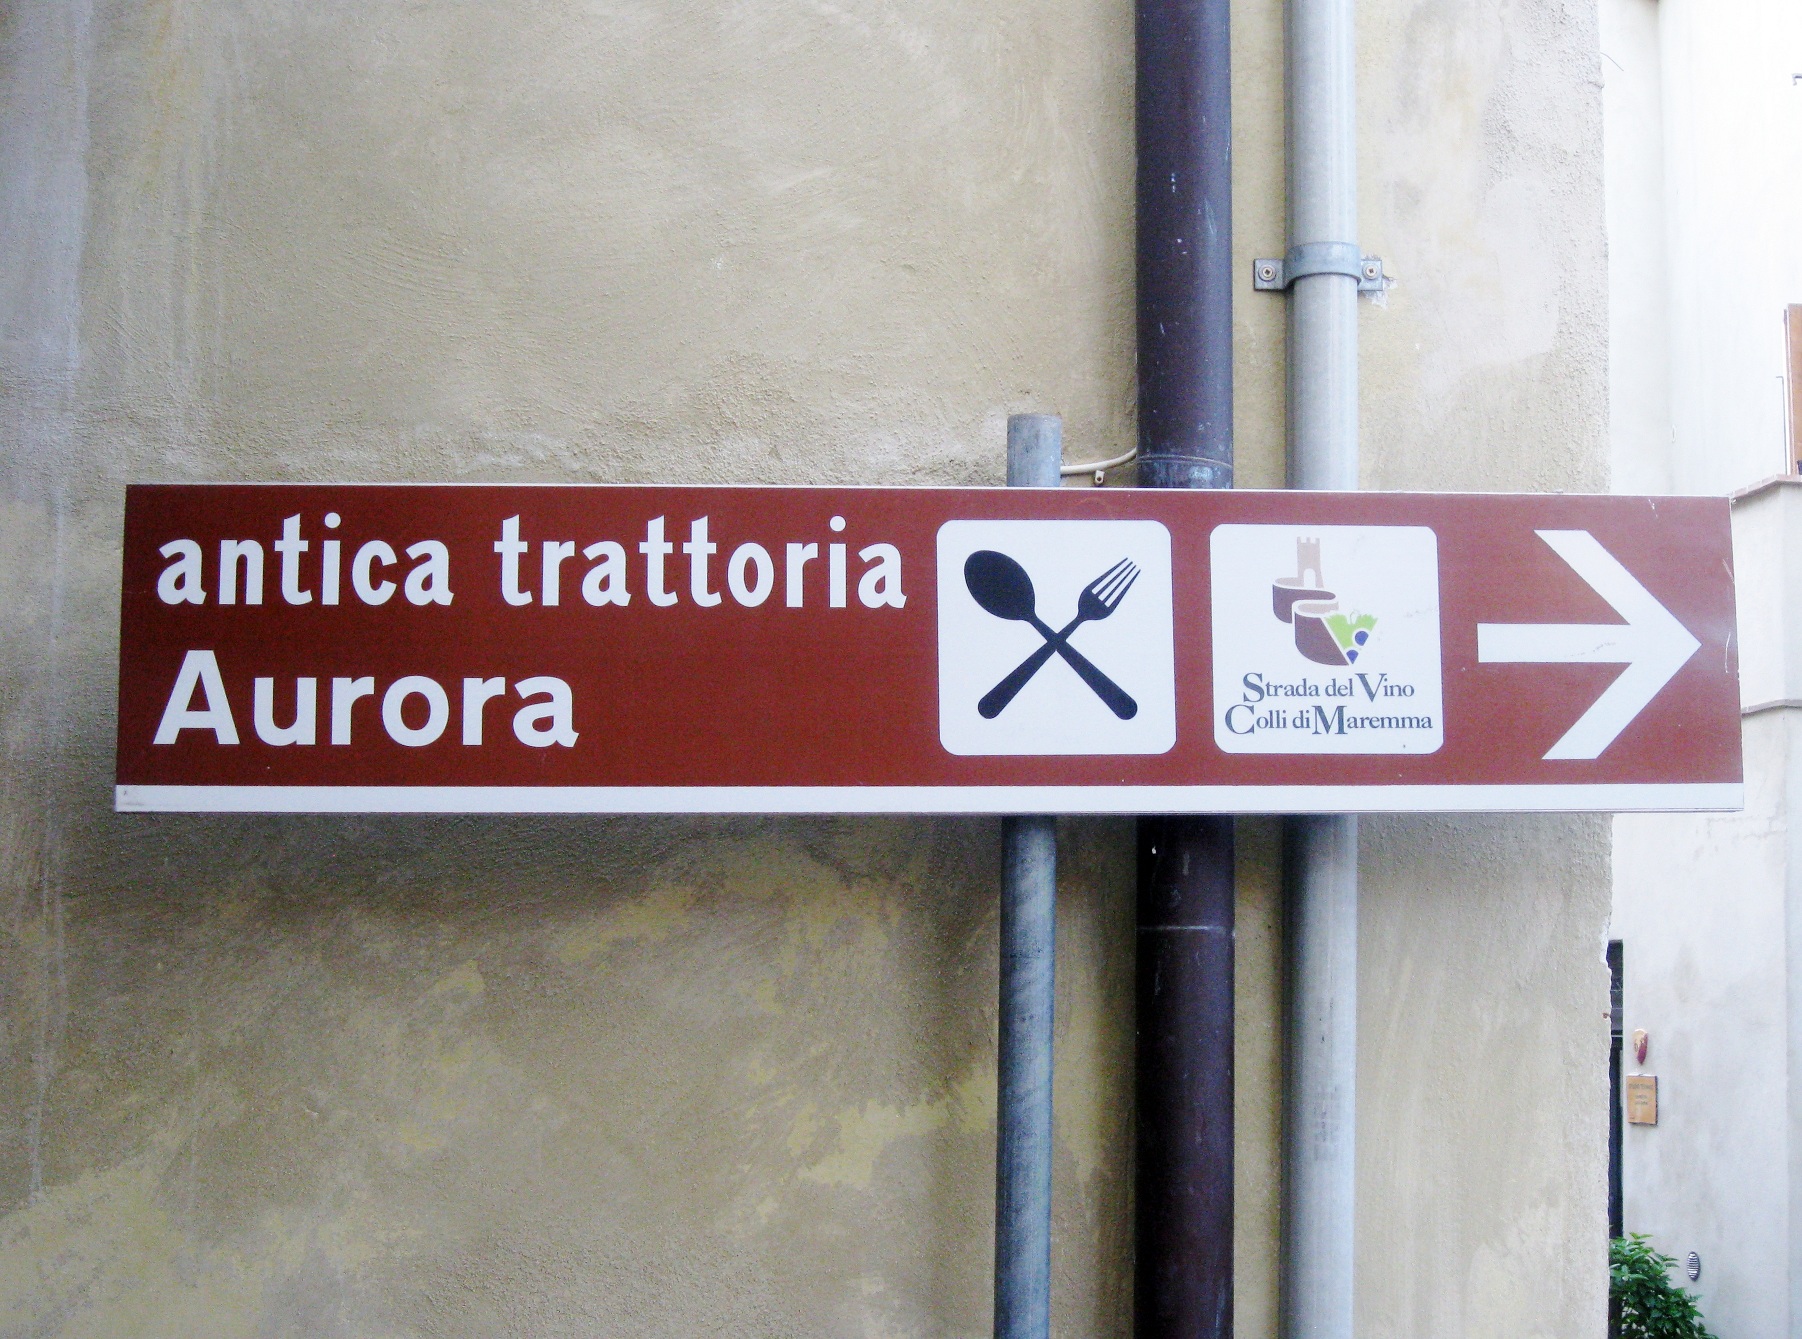 antica trattoria
Aurora
Strada del Vino
Colli di Maremma